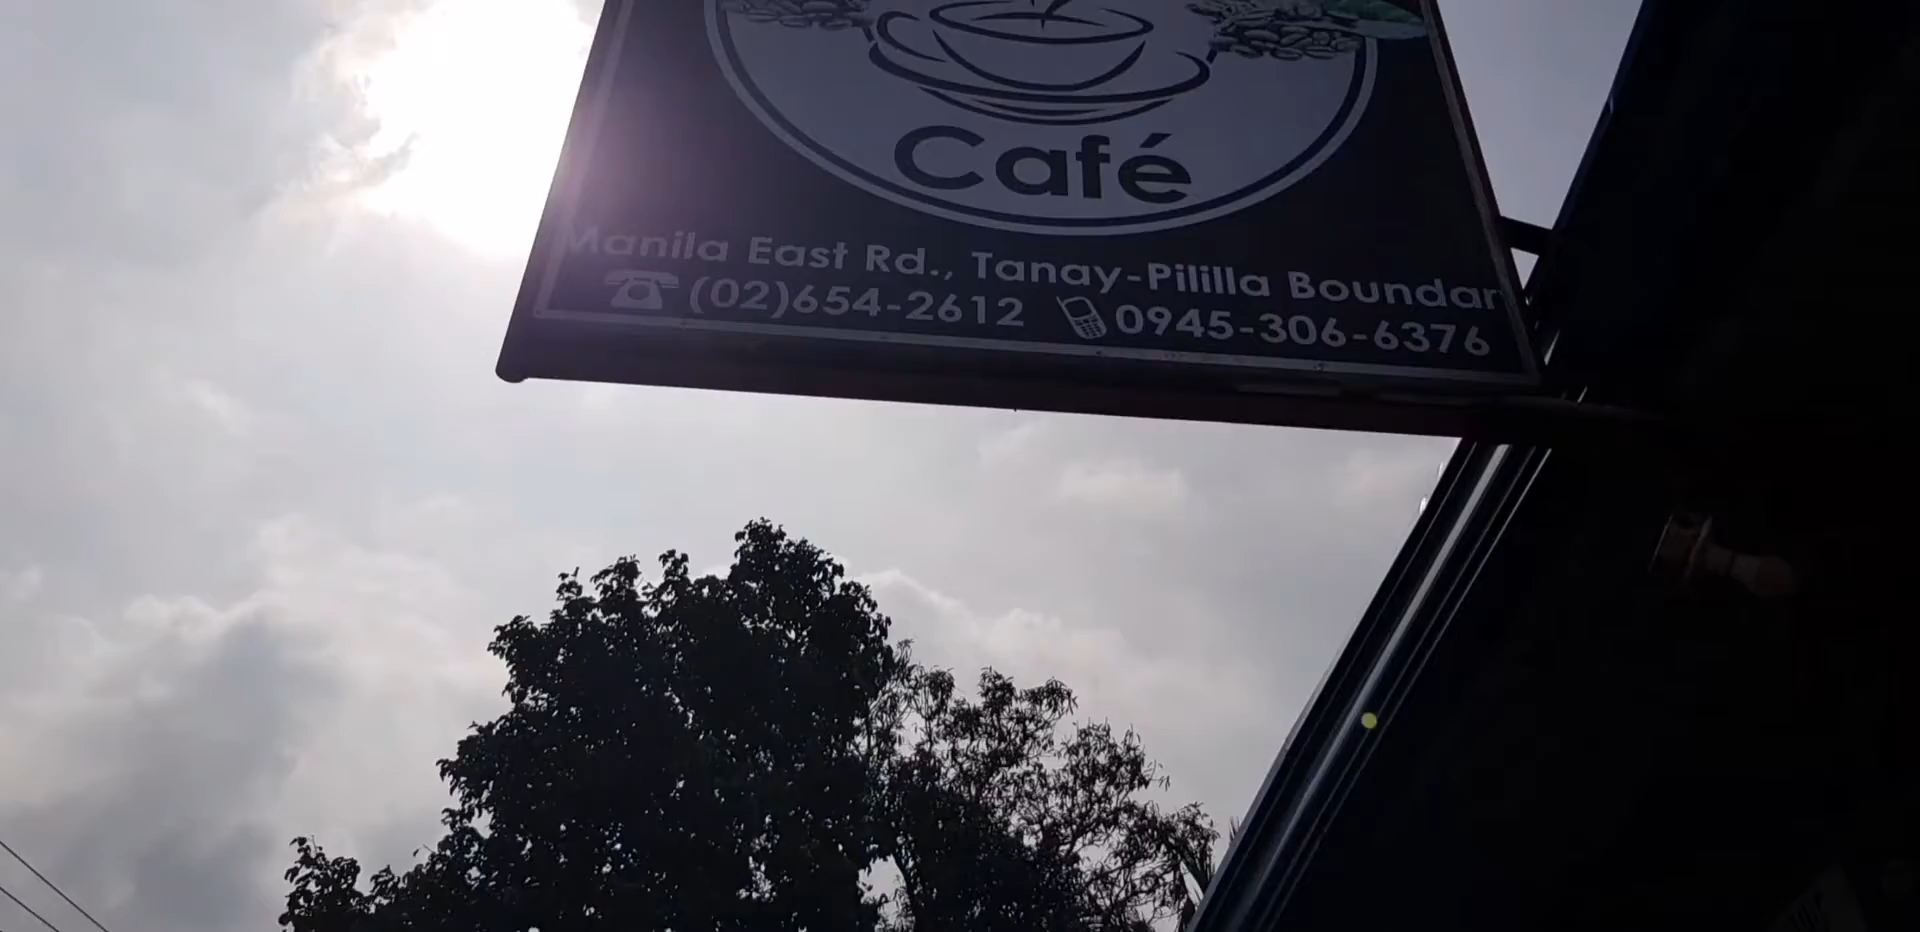 Café
Manila East Rd., Tanay-Pililla Boundar
(02)654-2612 0945-306-6376